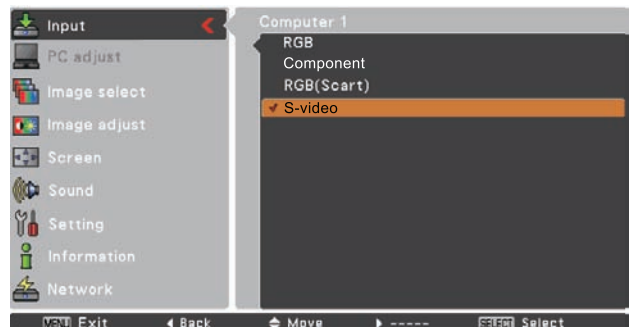 Input
PC adjust
Image select
Image adjust
Screen
Sound
Setting
Information
Network
Computer 1
RGB
Component
RGB(Scart)
S-video
MENU Exit ◀ Back Move ▶ ----- SELECT Select